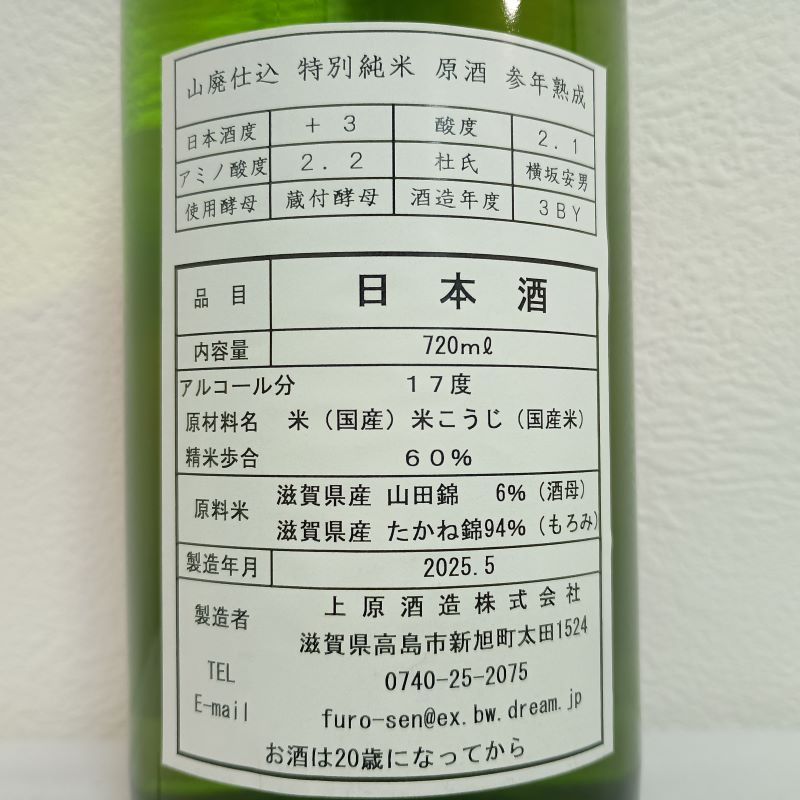 山廃仕込 特別純米 原酒 参年熟成
日本酒度 ＋３ 酸度 ２．１
アミノ酸度 ２．２ 杜氏 横坂安男
使用酵母 蔵付酵母 酒造年度 ３ＢＹ
品目 日本酒
内容量 720mℓ
アルコール分 １７度
原材料名 米（国産）米こうじ（国産米）
精米歩合 ６０％
原料米 滋賀県産 山田錦 6%（酒母）
滋賀県産 たかね錦94%（もろみ）
製造年月 2025.5
製造者 上原酒造株式会社
滋賀県高島市新旭町太田1524
TEL 0740-25-2075
E-mail furo-sen@ex.bw.dream.jp
お酒は20歳になってから